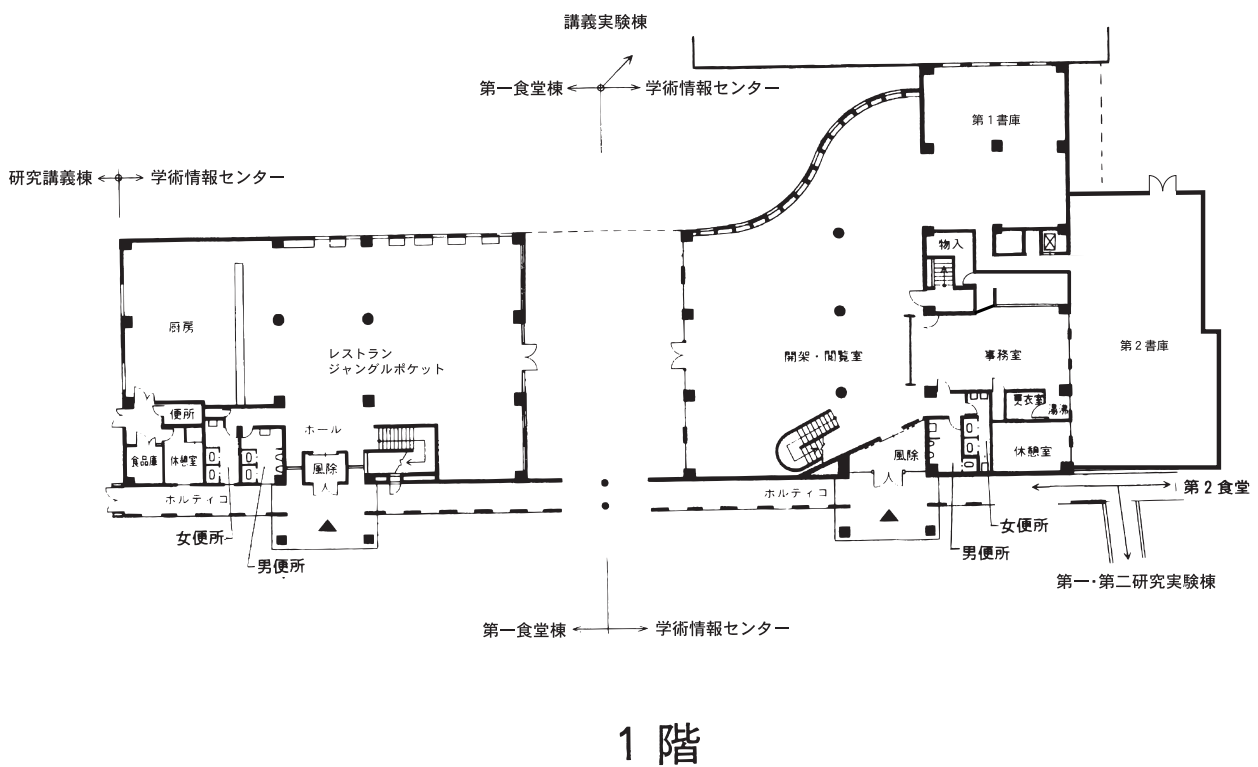 講義実験棟
第一食堂棟 学術情報センター
研究講義棟 学術情報センター
第1書庫
物入
厨房
レストラン
ジャングルポケット
開架・閲覧室
事務室
第2書庫
便所
ホール
更衣室
湯沸
食品庫
休憩室
風除
風除
休憩室
人
人
ホルティコ
ホルティコ
第2食堂
女便所
男便所
女便所
男便所
第一・第二研究実験棟
第一食堂棟 学術情報センター
1階